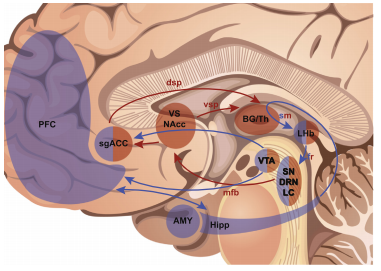 dsp
VS
NAcc
vsp
BG/Th
sm
LHb
PFC
sgACC
fr
VTA
SN
DRN
LC
mfb
AMY
Hipp